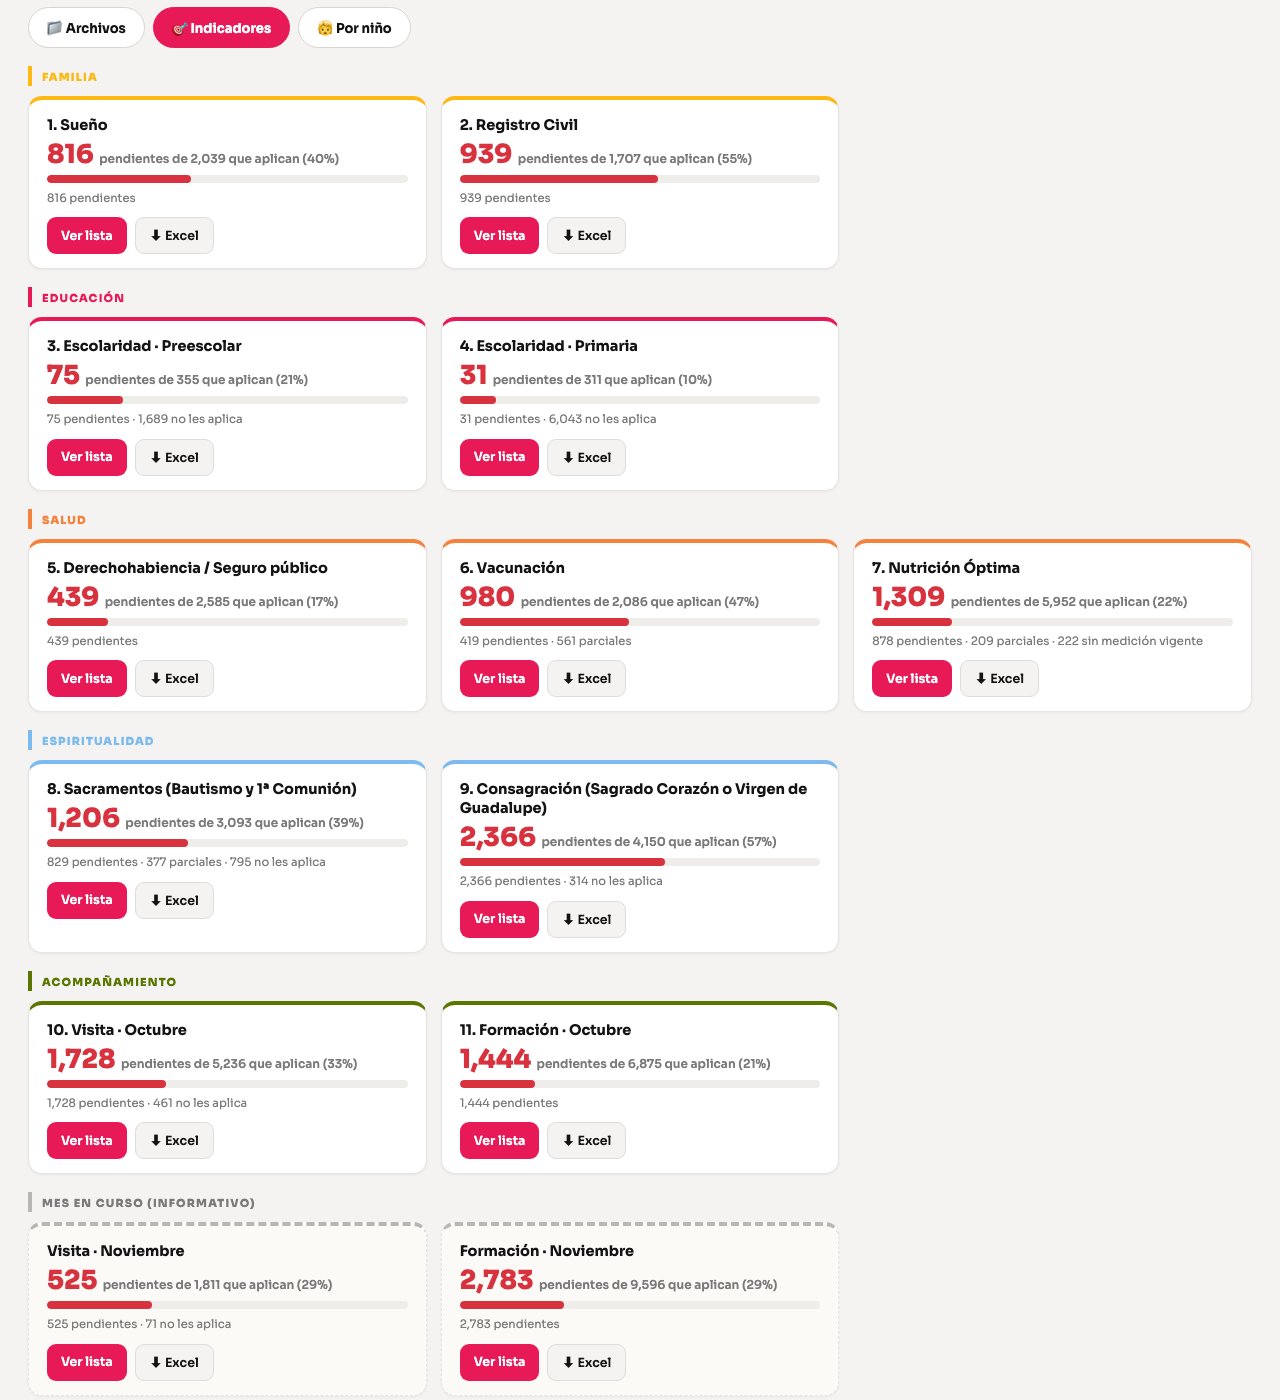 Archivos
Indicadores
Por niño
FAMILIA
1. Sueño
816 pendientes de 2,039 que aplican (40%)
816 pendientes
Ver lista
⬇ Excel
2. Registro Civil
939 pendientes de 1,707 que aplican (55%)
939 pendientes
Ver lista
⬇ Excel
EDUCACIÓN
3. Escolaridad · Preescolar
75 pendientes de 355 que aplican (21%)
75 pendientes · 1,689 no les aplica
Ver lista
⬇ Excel
4. Escolaridad · Primaria
31 pendientes de 311 que aplican (10%)
31 pendientes · 6,043 no les aplica
Ver lista
⬇ Excel
SALUD
5. Derechohabiencia / Seguro público
439 pendientes de 2,585 que aplican (17%)
439 pendientes
Ver lista
⬇ Excel
6. Vacunación
980 pendientes de 2,086 que aplican (47%)
419 pendientes · 561 parciales
Ver lista
⬇ Excel
7. Nutrición Óptima
1,309 pendientes de 5,952 que aplican (22%)
878 pendientes · 209 parciales · 222 sin medición vigente
Ver lista
⬇ Excel
ESPIRITUALIDAD
8. Sacramentos (Bautismo y 1ª Comunión)
1,206 pendientes de 3,093 que aplican (39%)
829 pendientes · 377 parciales · 795 no les aplica
Ver lista
⬇ Excel
9. Consagración (Sagrado Corazón o Virgen de
Guadalupe)
2,366 pendientes de 4,150 que aplican (57%)
2,366 pendientes · 314 no les aplica
Ver lista
⬇ Excel
ACOMPAÑAMIENTO
10. Visita · Octubre
1,728 pendientes de 5,236 que aplican (33%)
1,728 pendientes · 461 no les aplica
Ver lista
⬇ Excel
11. Formación · Octubre
1,444 pendientes de 6,875 que aplican (21%)
1,444 pendientes
Ver lista
⬇ Excel
MES EN CURSO (INFORMATIVO)
Visita · Noviembre
525 pendientes de 1,811 que aplican (29%)
525 pendientes · 71 no les aplica
Ver lista
⬇ Excel
Formación · Noviembre
2,783 pendientes de 9,596 que aplican (29%)
2,783 pendientes
Ver lista
⬇ Excel